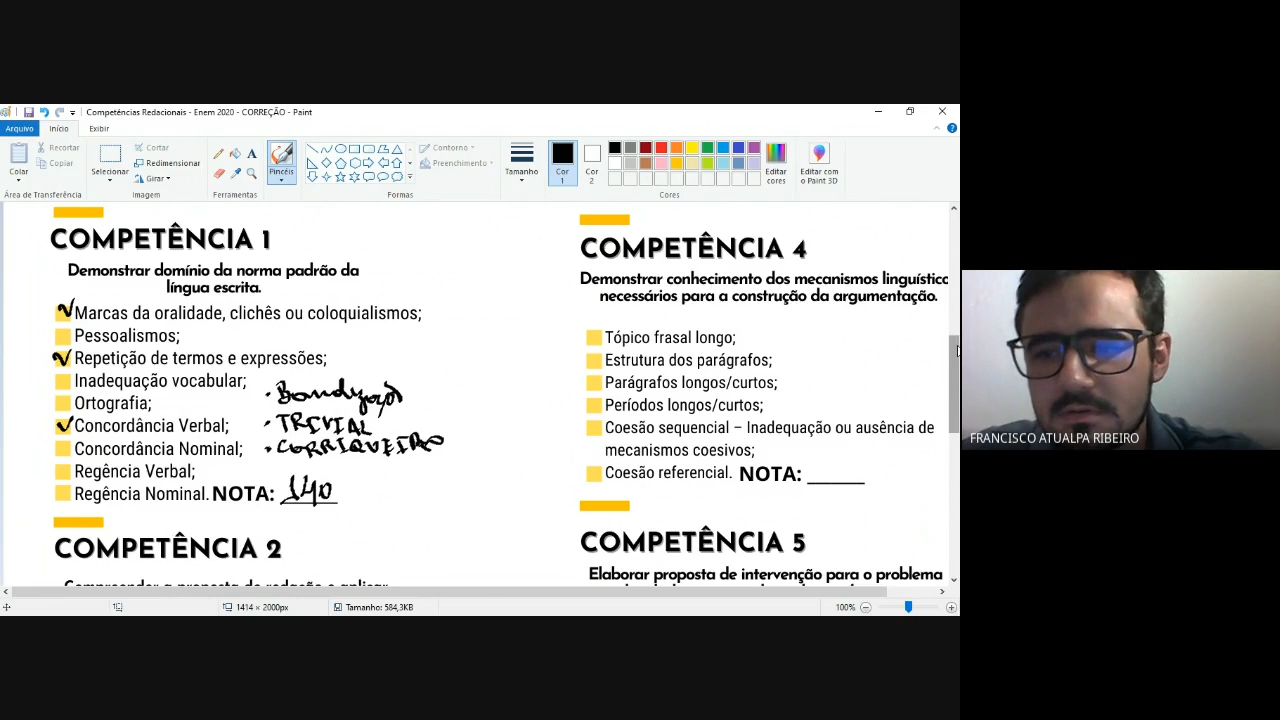 Competências Redacionais - Enem 2020 - CORREÇÃO - Paint
Arquivo Início Exibir
Colar
Recortar
Copiar
Área de Transferência
Selecionar
Cortar
Redimensionar
Girar
Imagem
Ferramentas
Pincéis
Contorno
Preenchimento
Formas
Tamanho
Cor 1
Cor 2
Editar cores
Cores
Editar com o Paint 3D
COMPETÊNCIA 1
Demonstrar domínio da norma padrão da
língua escrita.
Marcas da oralidade, clichês ou coloquialismos;
Pessoalismos;
Repetição de termos e expressões;
Inadequação vocabular;
Ortografia;
Concordância Verbal;
· TRIVIAL
Concordância Nominal;
· CORRIQUEIRO
Regência Verbal;
Regência Nominal. NOTA: 140
COMPETÊNCIA 2
COMPETÊNCIA 4
Demonstrar conhecimento dos mecanismos linguístico
necessários para a construção da argumentação.
Tópico frasal longo;
Estrutura dos parágrafos;
Parágrafos longos/curtos;
Períodos longos/curtos;
Coesão sequencial – Inadequação ou ausência de
mecanismos coesivos;
Coesão referencial. NOTA: ______
COMPETÊNCIA 5
Elaborar proposta de intervenção para o problema
1414 × 2000px
Tamanho: 584,3KB
100%
FRANCISCO ATUALPA RIBEIRO